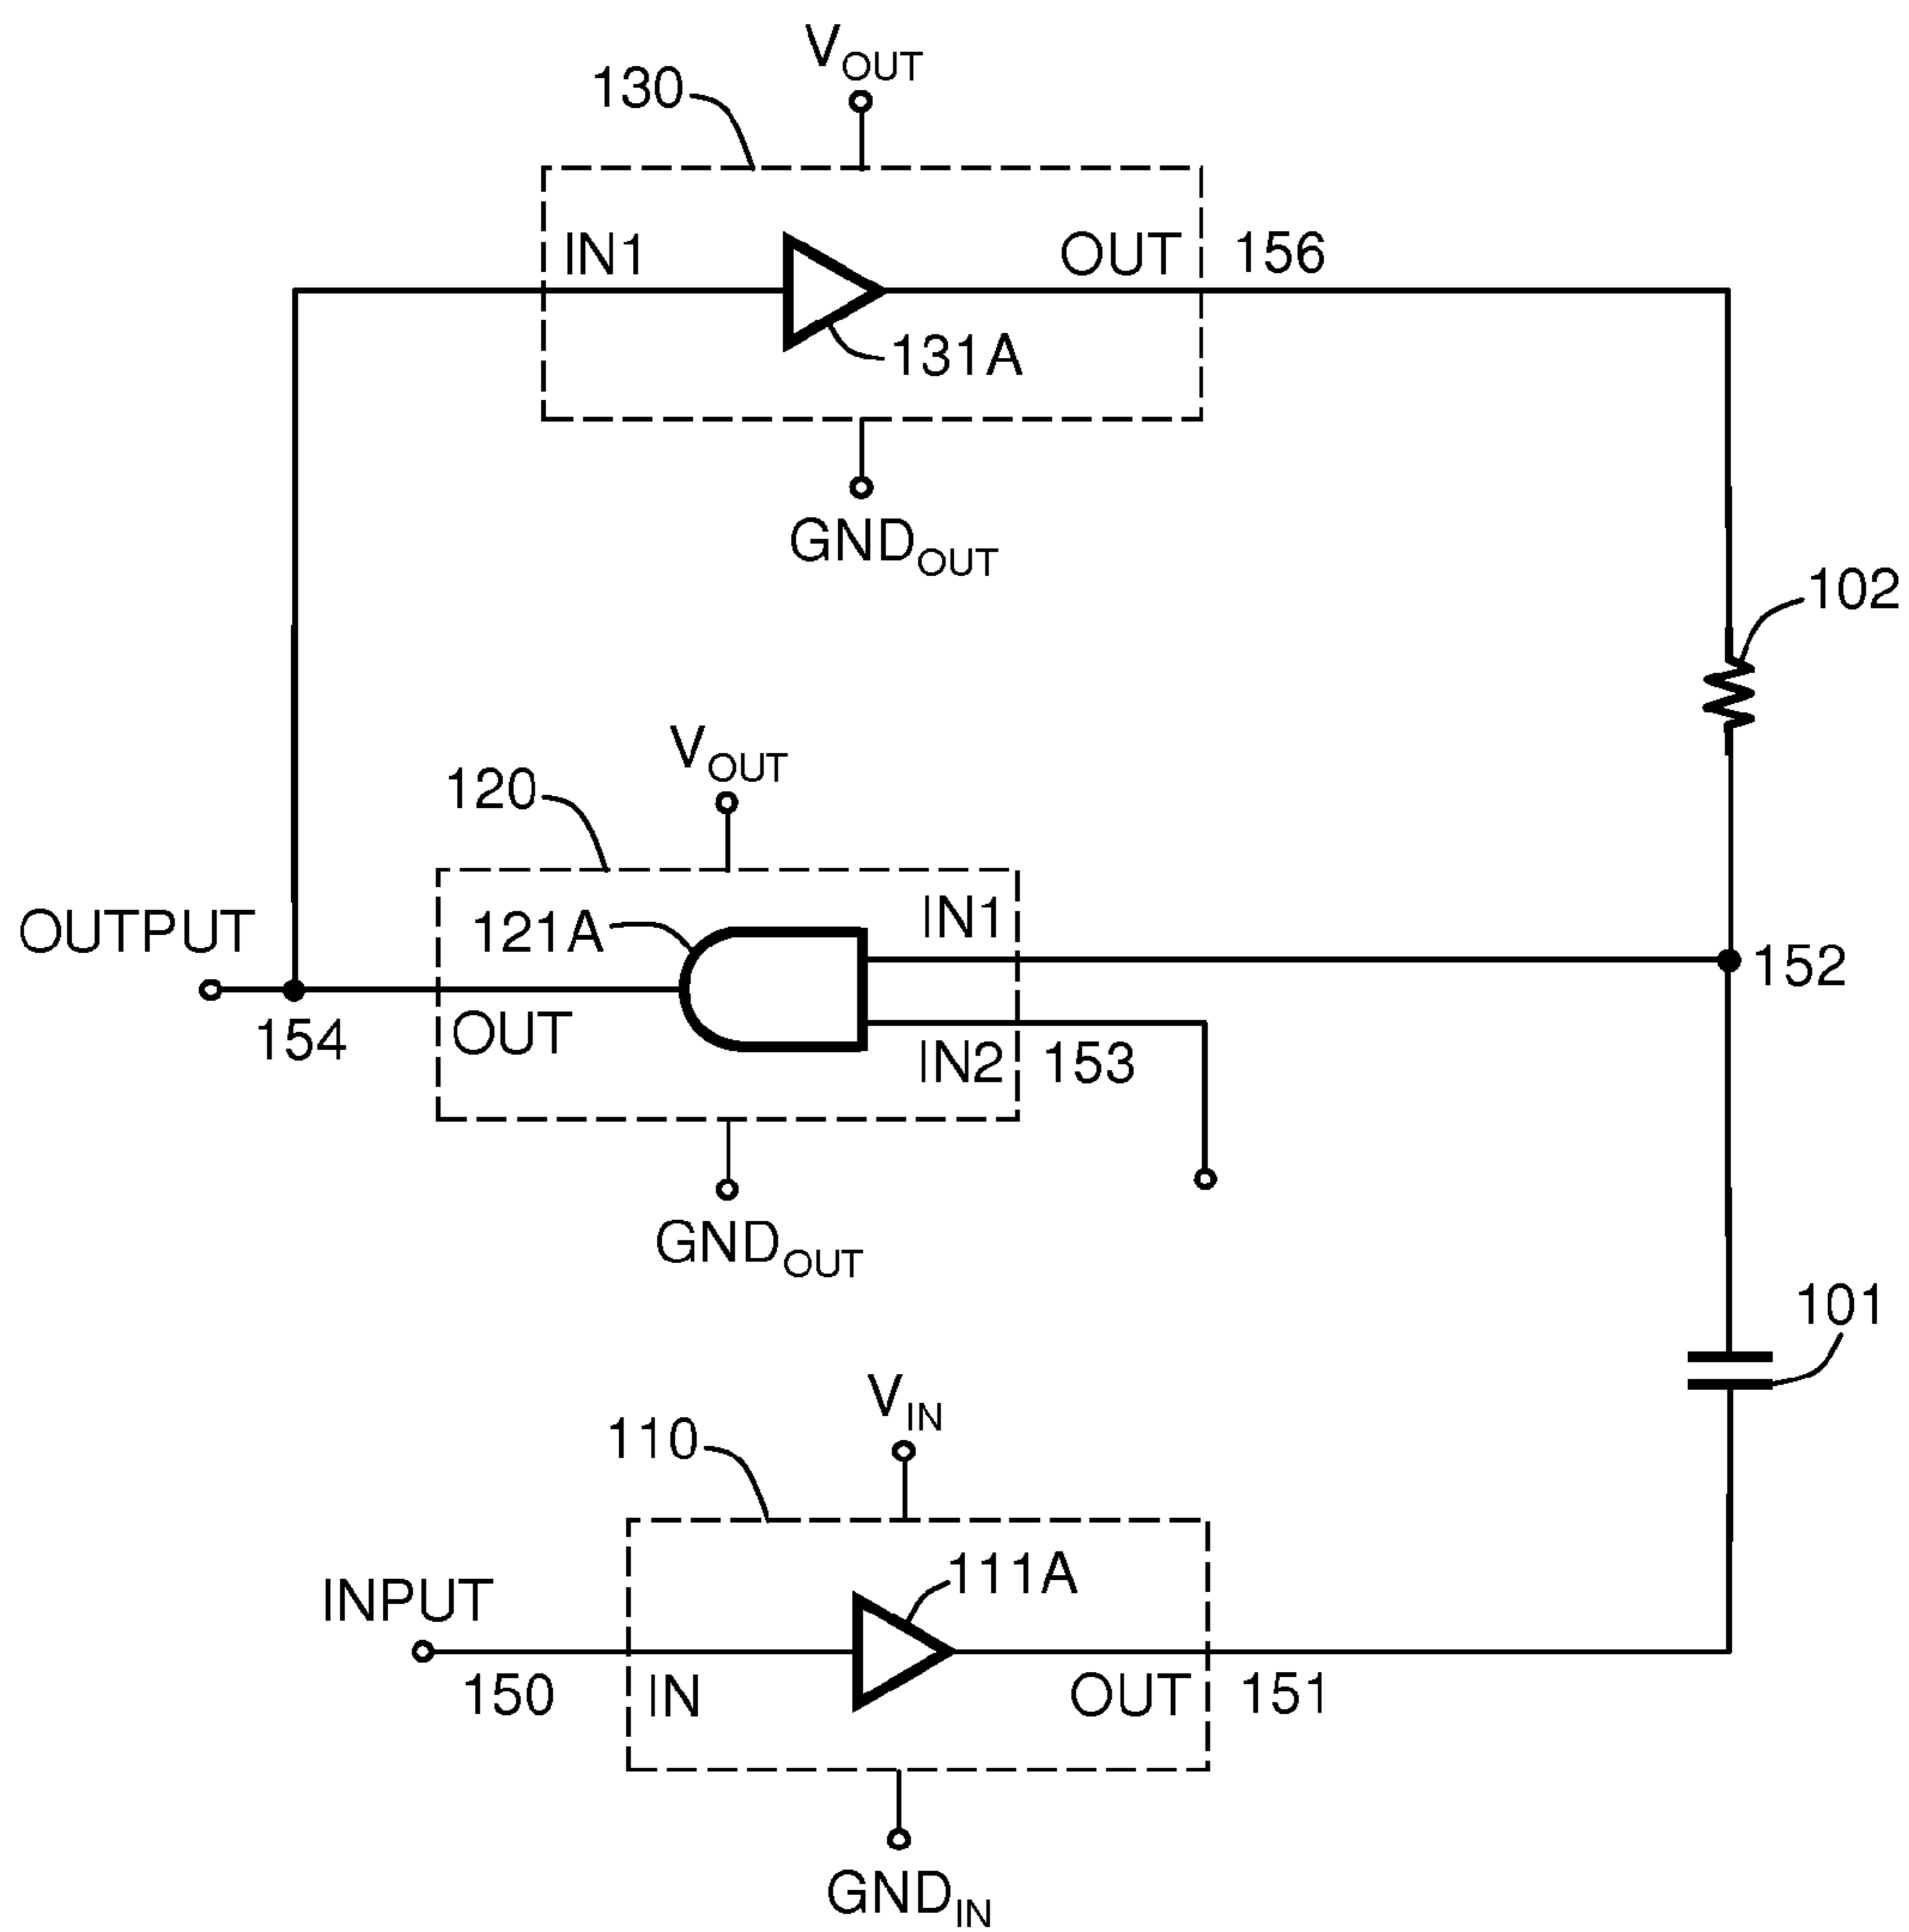 V_OUT
130
IN1
OUT
156
131A
GND_OUT
102
V_OUT
120
OUTPUT
121A
IN1
152
154
OUT
IN2
153
GND_OUT
101
V_IN
110
111A
INPUT
150
IN
OUT
151
GND_IN